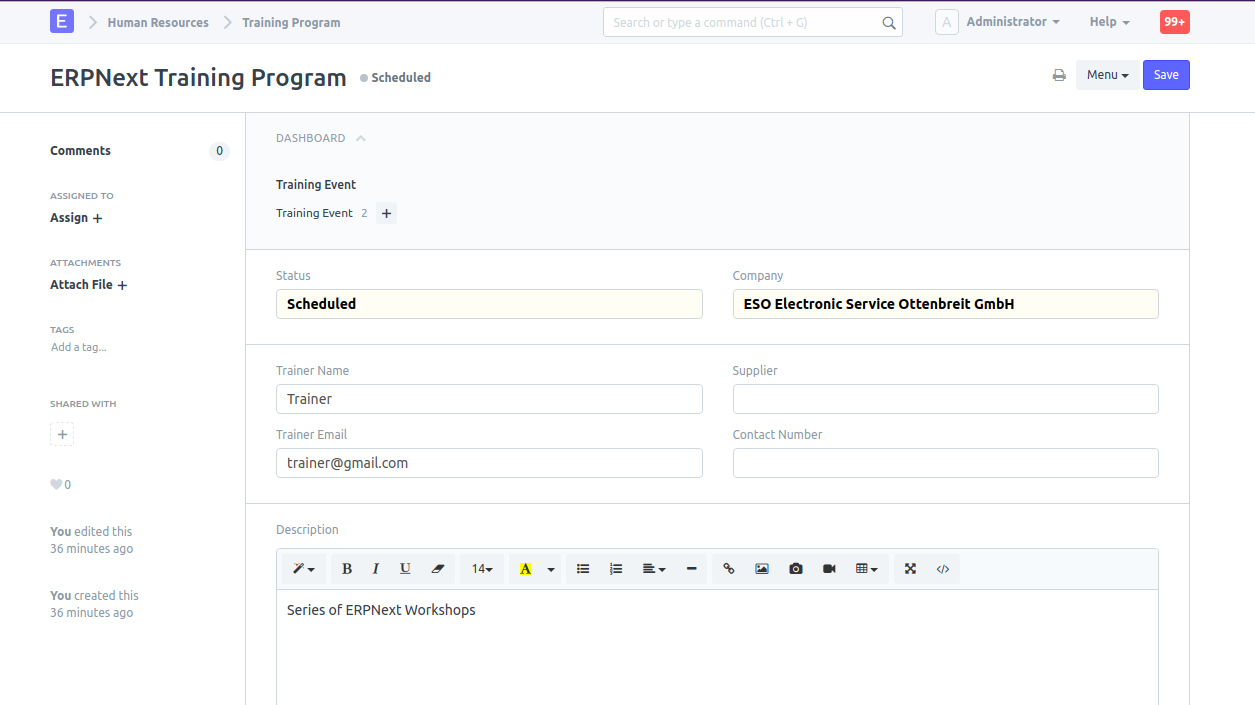 E Human Resources Training Program Search or type a command (Ctrl + G) A Administrator Help 99+
ERPNext Training Program Scheduled Menu Save
Comments 0
ASSIGNED TO
Assign +
ATTACHMENTS
Attach File +
TAGS
Add a tag...
SHARED WITH
+
0
You edited this
36 minutes ago
You created this
36 minutes ago
DASHBOARD
Training Event
Training Event 2 +
Status
Scheduled
Company
ESO Electronic Service Ottenbreit GmbH
Trainer Name
Trainer
Supplier
Trainer Email
trainer@gmail.com
Contact Number
Description
B I U 14 A </>
Series of ERPNext Workshops